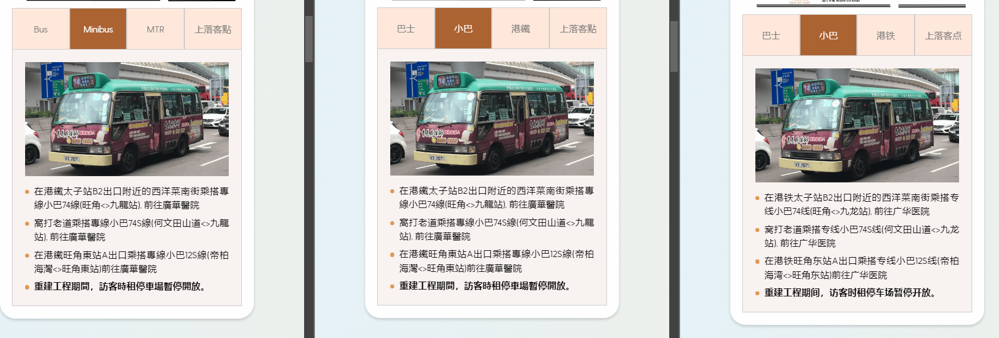 Bus
Minibus
MTR
上落客點
74
KT 7671
在港鐵太子站B2出口附近的西洋菜南街乘搭專
線小巴74線(旺角<>九龍站), 前往廣華醫院
窩打老道乘搭專線小巴74S線(何文田山道<>九龍
站), 前往廣華醫院
在港鐵旺角東站A出口乘搭專線小巴12S線(帝柏
海灣<>旺角東站)前往廣華醫院
重建工程期間，訪客時租停車場暫停開放。
巴士
小巴
港鐵
上落客點
74
KT 7671
在港鐵太子站B2出口附近的西洋菜南街乘搭專
線小巴74線(旺角<>九龍站), 前往廣華醫院
窩打老道乘搭專線小巴74S線(何文田山道<>九龍
站), 前往廣華醫院
在港鐵旺角東站A出口乘搭專線小巴12S線(帝柏
海灣<>旺角東站)前往廣華醫院
重建工程期間，訪客時租停車場暫停開放。
DROP-OFF POINT
巴士
小巴
港铁
上落客点
74
KT 7671
在港铁太子站B2出口附近的西洋菜南街乘搭专
线小巴74线(旺角<>九龙站), 前往广华医院
窝打老道乘搭专线小巴74S线(何文田山道<>九龙
站), 前往广华医院
在港铁旺角东站A出口乘搭专线小巴12S线(帝柏
海湾<>旺角东站)前往广华医院
重建工程期间，访客时租停车场暂停开放。